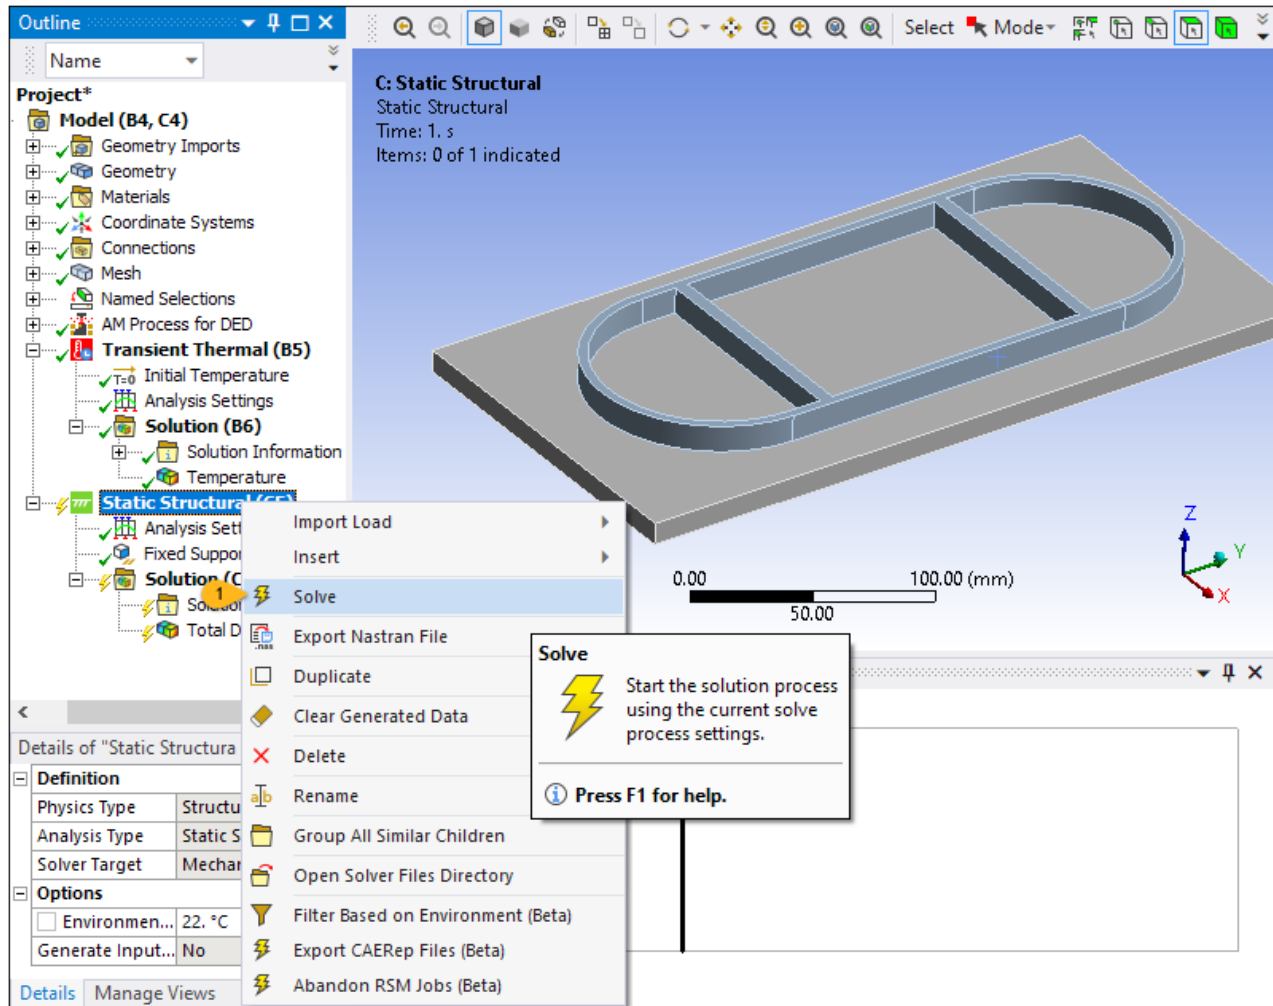 Outline
Name
Select Mode
Project*
Model (B4, C4)
Geometry Imports
Geometry
Materials
Coordinate Systems
Connections
Mesh
Named Selections
AM Process for DED
Transient Thermal (B5)
T=0 Initial Temperature
Analysis Settings
Solution (B6)
Solution Information
Temperature
Static Structural (C5)
Analysis Sett
Fixed Suppor
Solution (C
Solution
Total D
C: Static Structural
Static Structural
Time: 1. s
Items: 0 of 1 indicated
Z
Y
X
0.00
100.00 (mm)
50.00
Import Load
Insert
1
Solve
.nas
Export Nastran File
Duplicate
Clear Generated Data
Delete
a b
Rename
Group All Similar Children
Open Solver Files Directory
Filter Based on Environment (Beta)
Export CAERep Files (Beta)
Abandon RSM Jobs (Beta)
Solve
Start the solution process
using the current solve
process settings.
Press F1 for help.
Details of "Static Structura
Definition
Physics Type Structu
Analysis Type Static S
Solver Target Mechan
Options
Environmen... 22. °C
Generate Input... No
Details Manage Views